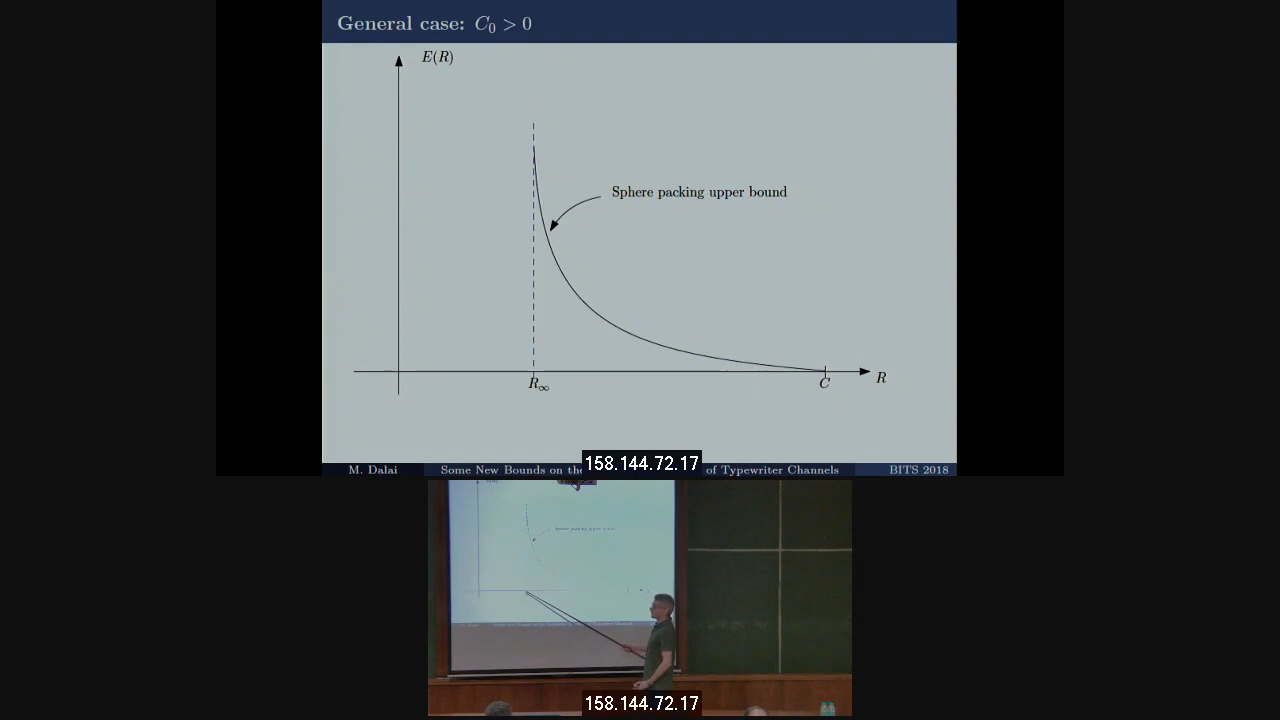 General case: C₀ > 0
E(R)
Sphere packing upper bound
R∞
C
R
M. Dalai
Some New Bounds on the
of Typewriter Channels
BITS 2018
158.144.72.17
158.144.72.17